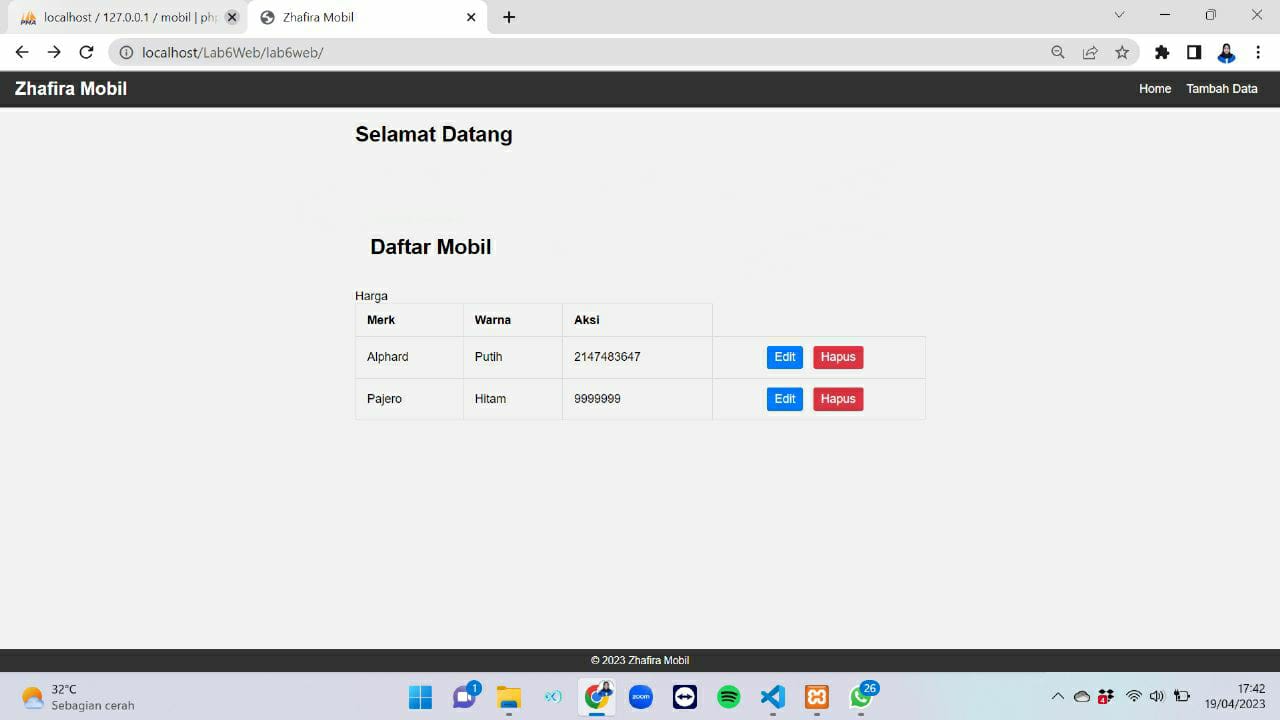 localhost / 127.0.0.1 / mobil | ph
Zhafira Mobil
localhost/Lab6Web/lab6web/
Zhafira Mobil
Home Tambah Data
Selamat Datang
Daftar Mobil
Harga
Merk Warna Aksi
Alphard Putih 2147483647 Edit Hapus
Pajero Hitam 9999999 Edit Hapus
© 2023 Zhafira Mobil
32°C
Sebagian cerah
1
zoom
26
4
17:42
19/04/2023